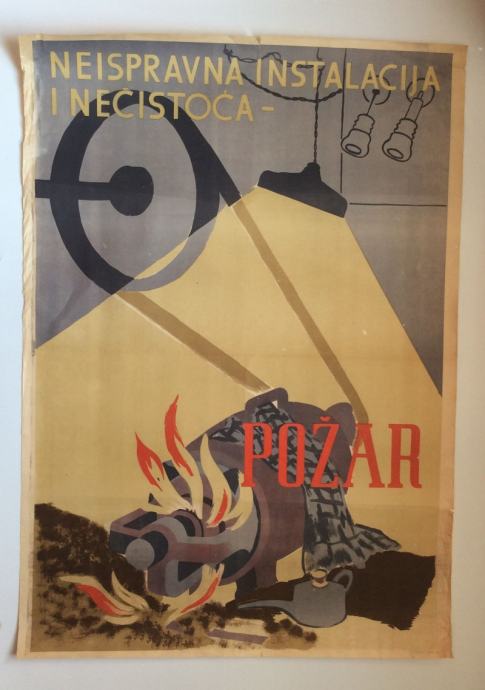 NEISPRAVNA INSTALACIJA
I NEČISTOĆA -
POŽAR